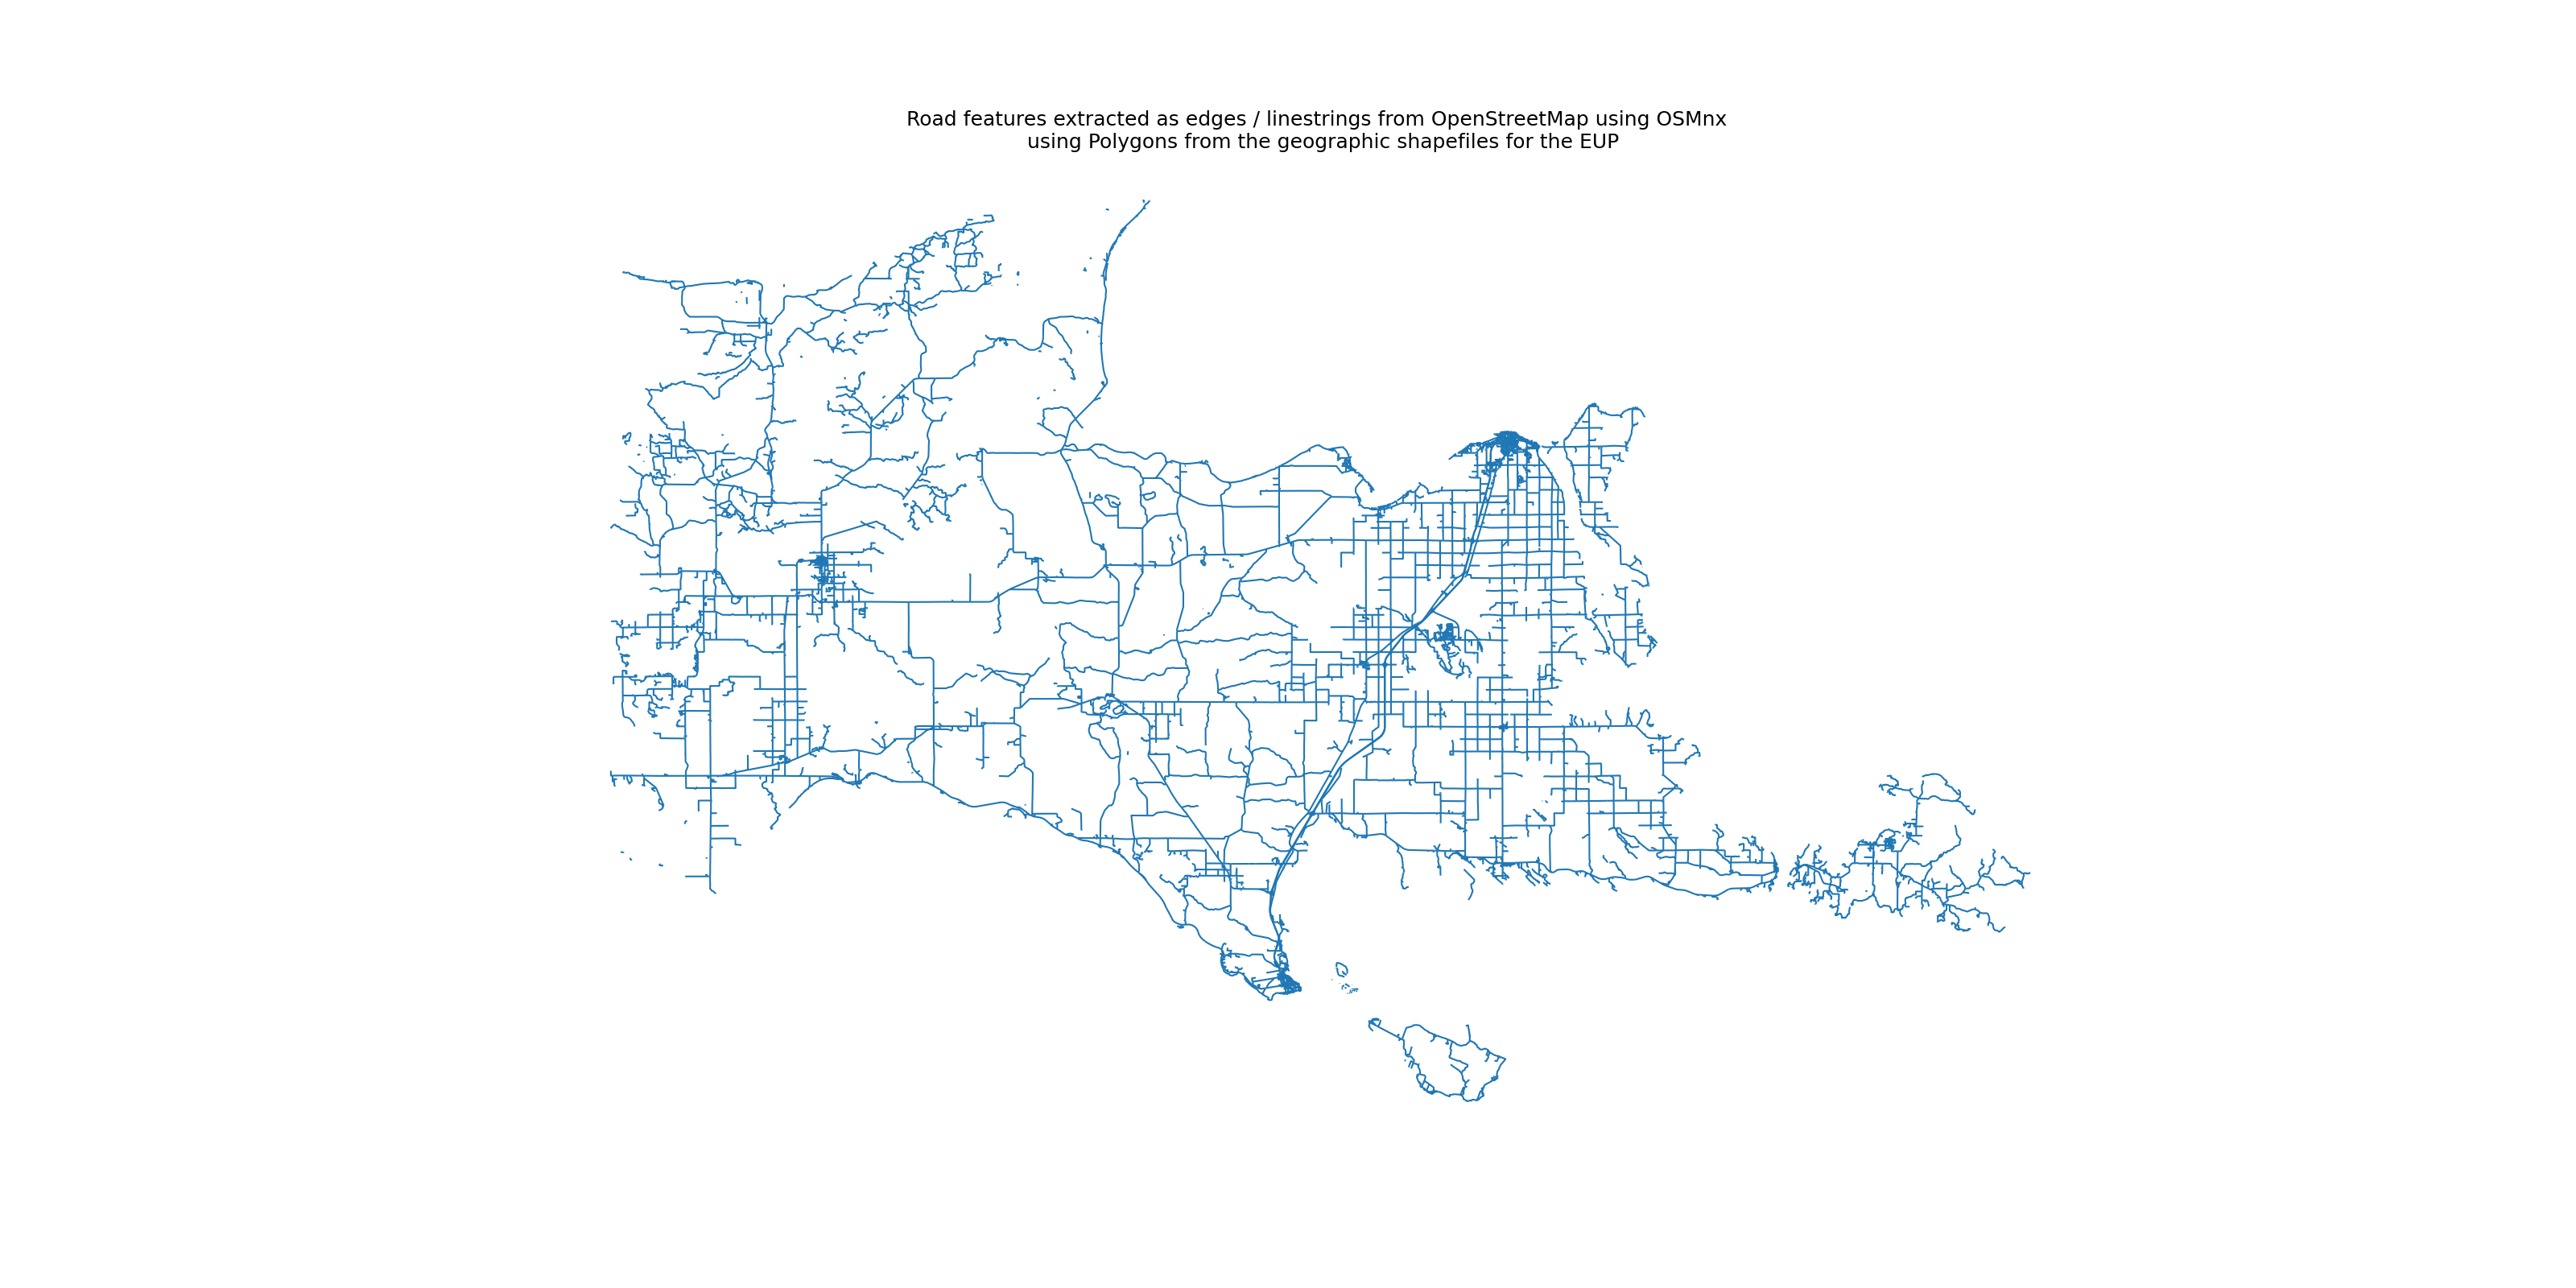 Road features extracted as edges / linestrings from OpenStreetMap using OSMnx
using Polygons from the geographic shapefiles for the EUP